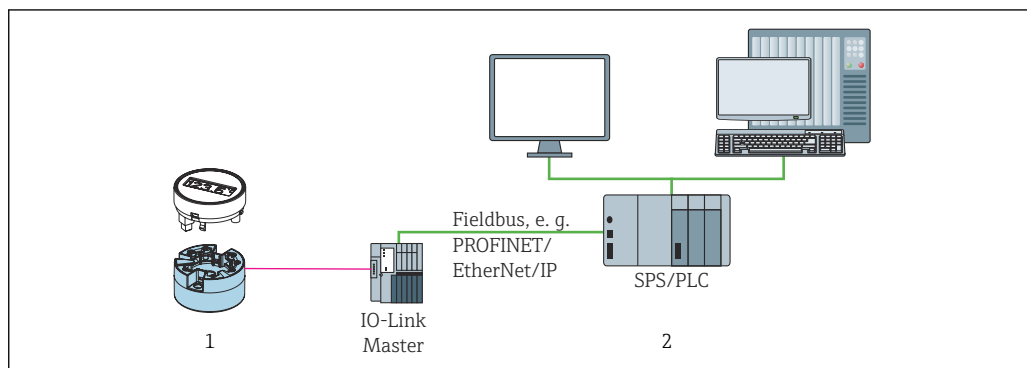 Fieldbus, e. g.
PROFINET/
EtherNet/IP
SPS/PLC
IO-Link
Master
1
2